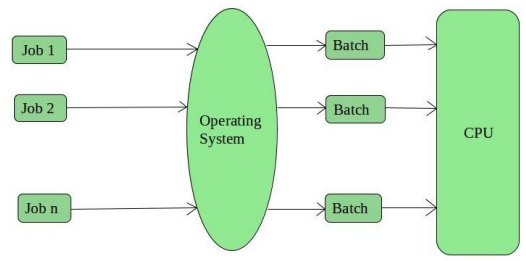 Job 1
Batch
Job 2
Operating
System
Batch
CPU
Job n
Batch